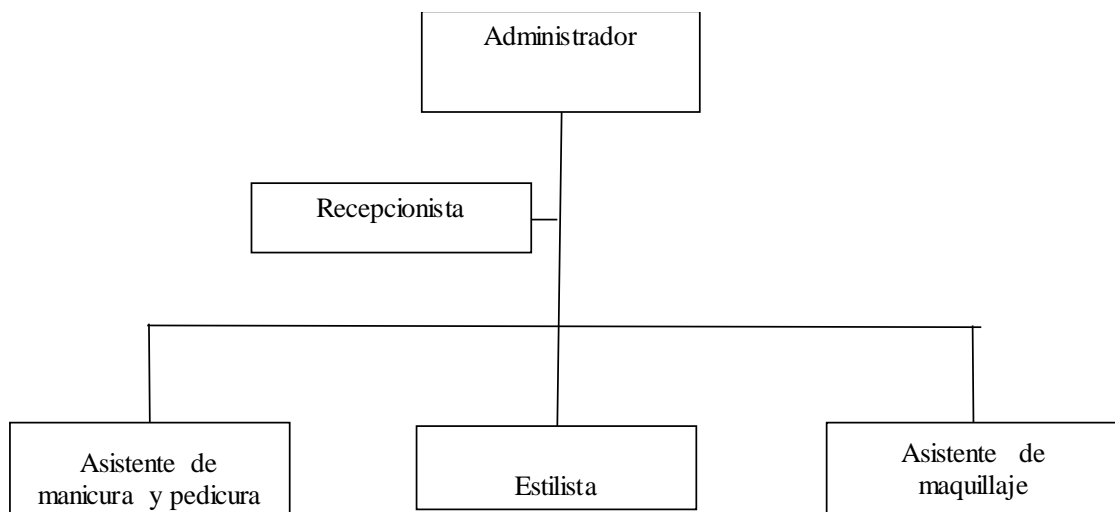 Administrador
Recepcionista
Asistente de
manicura y pedicura
Estilista
Asistente de
maquillaje